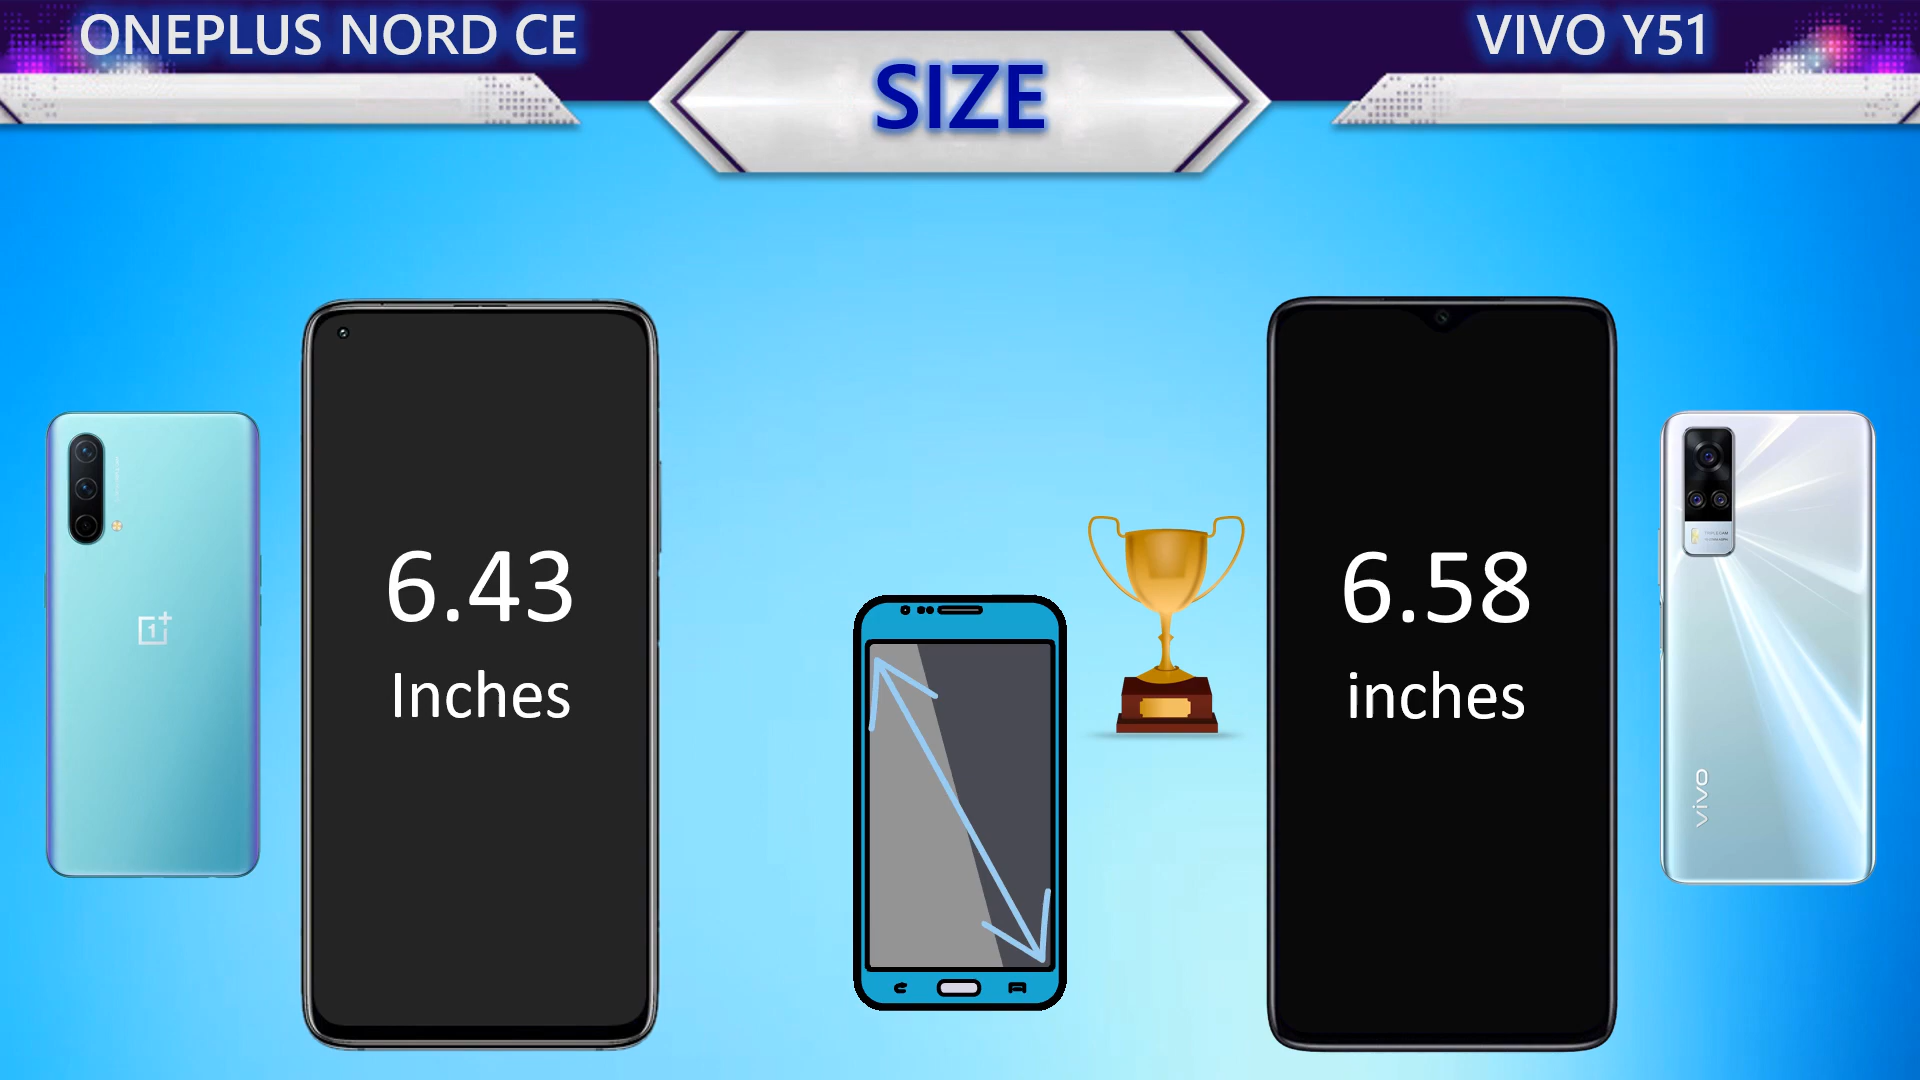 ONEPLUS NORD CE
SIZE
VIVO Y51
6.43
Inches
6.58
inches
vivo